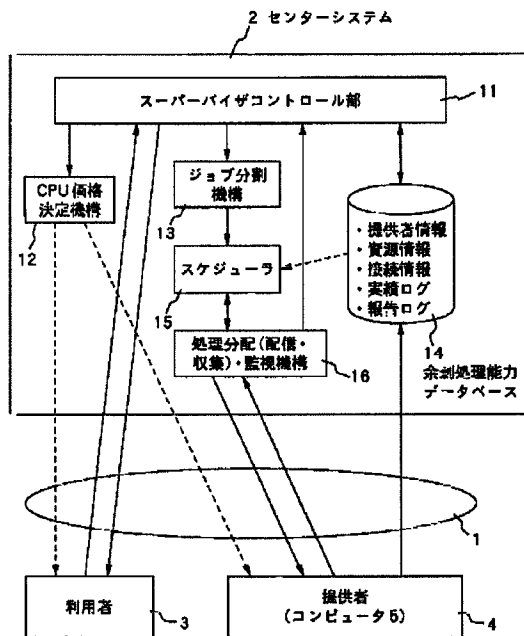 2 センターシステム
スーパーバイザコントロール部
11
CPU価格
決定機構
12
ジョブ分割
機構
13
スケジューラ
15
処理分配(配信・
収集)・監視機構
16
・提供者情報
・資源情報
・接続情報
・実績ログ
・報告ログ
14
余剰処理能力
データベース
1
利用者
3
提供者
(コンピュータ5)
4